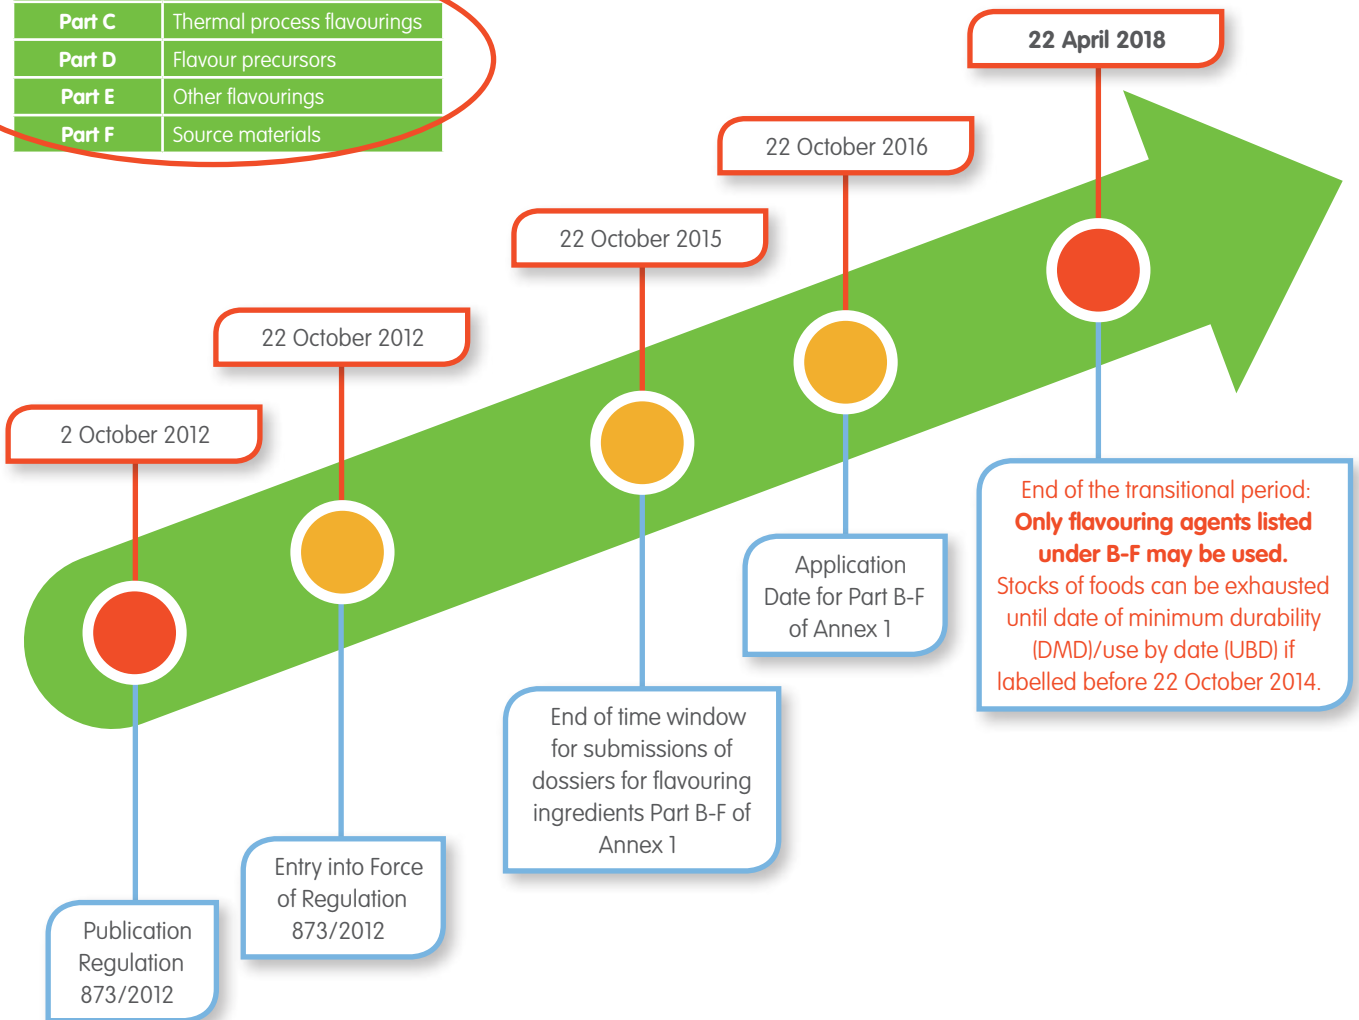 Part C Thermal process flavourings
Part D Flavour precursors
Part E Other flavourings
Part F Source materials
22 April 2018
22 October 2016
22 October 2015
22 October 2012
2 October 2012
End of the transitional period:
Only flavouring agents listed
under B-F may be used.
Stocks of foods can be exhausted
until date of minimum durability
(DMD)/use by date (UBD) if
labelled before 22 October 2014.
Application
Date for Part B-F
of Annex 1
End of time window
for submissions of
dossiers for flavouring
ingredients Part B-F of
Annex 1
Entry into Force
of Regulation
873/2012
Publication
Regulation
873/2012